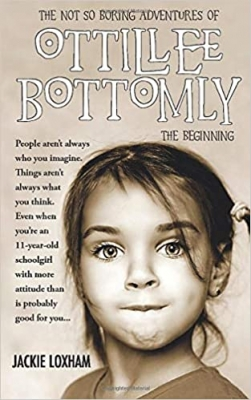 THE NOT SO BORING ADVENTURES OF
OTTILLEE
BOTTOMLY
THE BEGINNING
People aren't always
who you imagine.
Things aren't
always what
you think.
Even when
you're an
11-year-old
schoolgirl
with more
attitude than
is probably
good for you...
JACKIE LOXHAM
Copyrighted Material